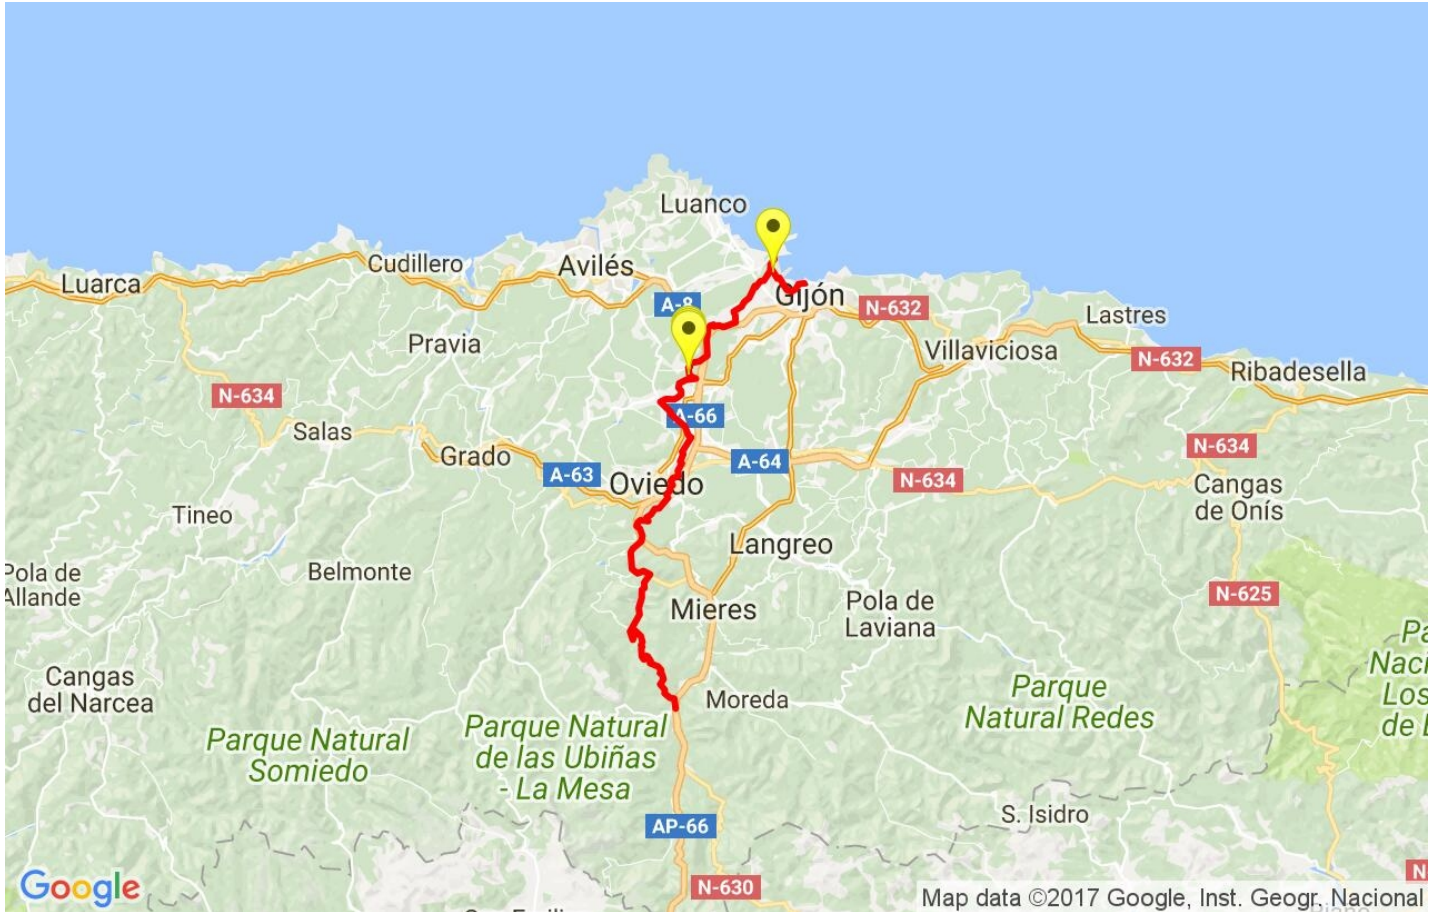 Luanco
Cudillero
Avilés
Luarca
A-8
Gijón
N-632
Lastres
Pravia
Villaviciosa
N-632
Ribadesella
N-634
A-66
Salas
Grado
A-63
A-64
N-634
N-634
Oviedo
Cangas
de Onís
Tineo
Langreo
Pola de
Allande
Belmonte
N-625
Mieres
Pola de
Laviana
Cangas
del Narcea
Moreda
Parque
Natural Redes
Parque Natural
Somiedo
Parque Natural
de las Ubiñas
- La Mesa
Los
S. Isidro
AP-66
N-630
Google
Map data ©2017 Google, Inst. Geogr. Nacional